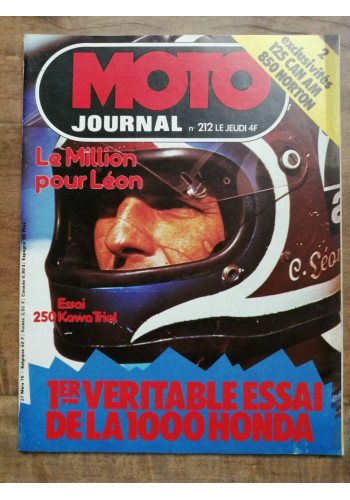 2
exclusivités
125 CAN AM
850 NORTON
MOTO
JOURNAL n° 212 LE JEUDI 4F
Le Million
pour Léon
C. Léon
Essai
250 Kawa Trial
1ER VERITABLE ESSAI
DE LA 1000 HONDA